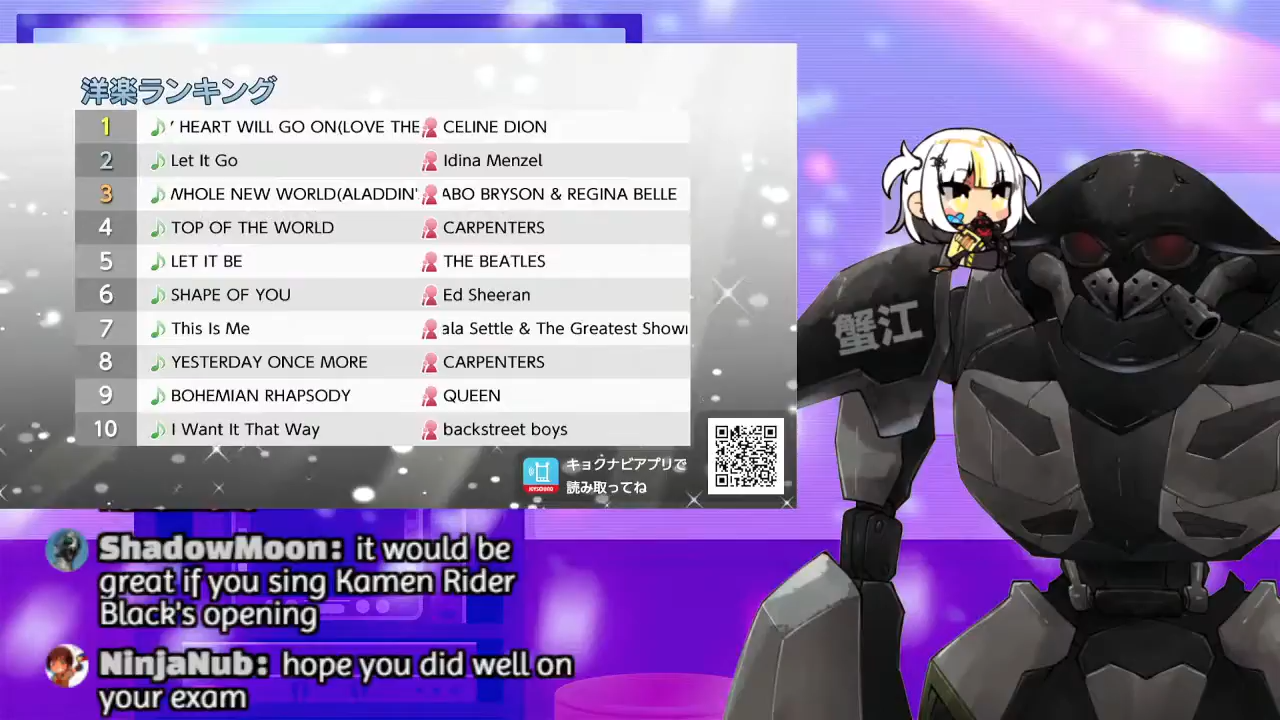 洋楽ランキング
1 HEART WILL GO ON(LOVE THE CELINE DION
2 Let It Go Idina Menzel
3 WHOLE NEW WORLD(ALADDIN' ABO BRYSON & REGINA BELLE
4 TOP OF THE WORLD CARPENTERS
5 LET IT BE THE BEATLES
6 SHAPE OF YOU Ed Sheeran
7 This Is Me ala Settle & The Greatest Show
8 YESTERDAY ONCE MORE CARPENTERS
9 BOHEMIAN RHAPSODY QUEEN
10 I Want It That Way backstreet boys
JOYSOUND
キョクナビアプリで
読み取ってね
蟹江
ShadowMoon: it would be
great if you sing Kamen Rider
Black's opening
NinjaNub: hope you did well on
your exam